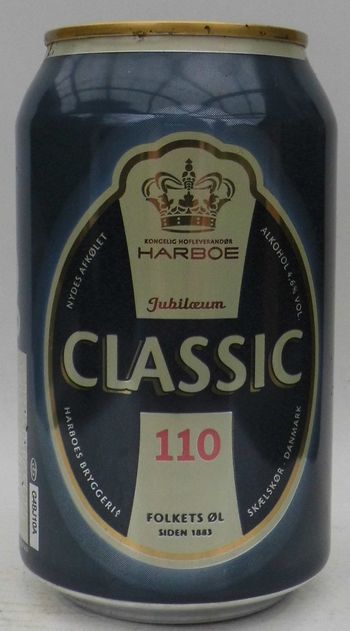 KONGELIG HOFLEVERANDØR
HARBOE
NYDES AFKØLET
ALKOHOL 4,6% VOL.
Jubilæum
CLASSIC
110
HARBOES BRYGGERI
SKÆLSKØR · DANMARK
FOLKETS ØL
SIDEN 1883